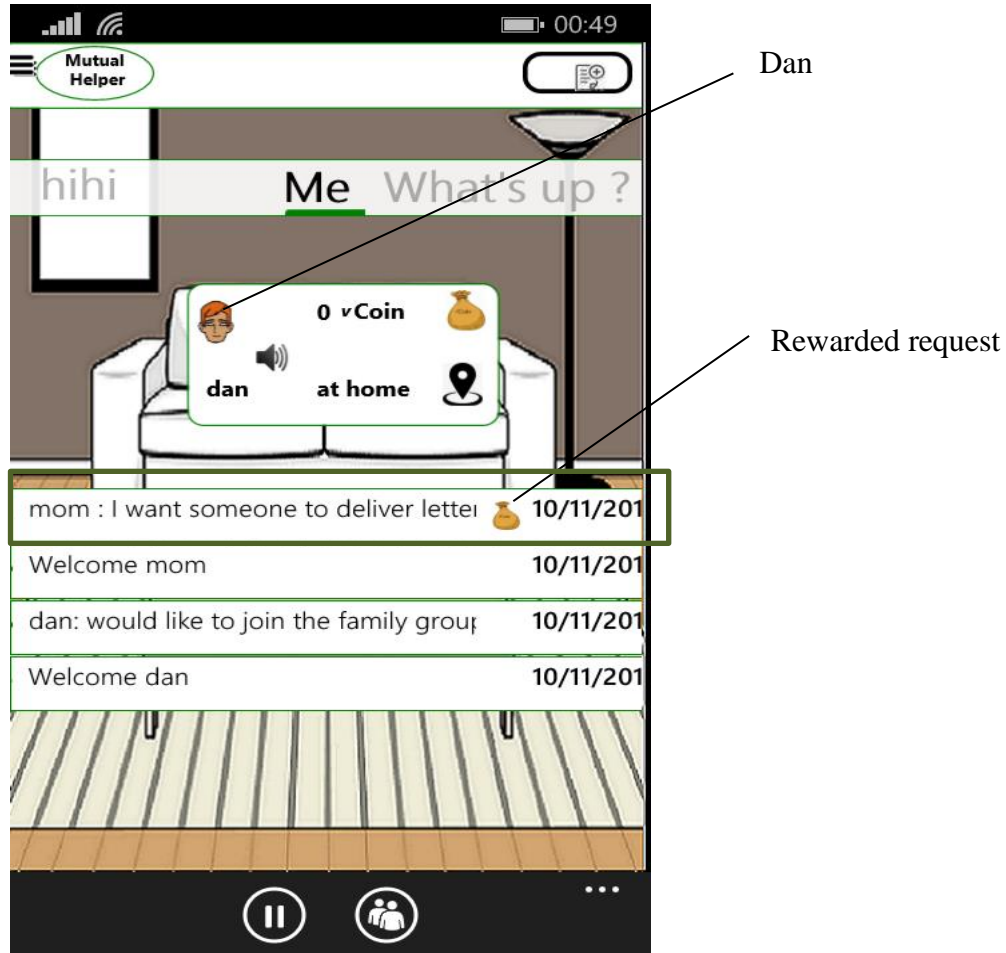 00:49
Mutual
Helper
Dan
hihi Me What's up ?
0 vCoin
dan at home
Rewarded request
mom : I want someone to deliver letter 10/11/201
Welcome mom 10/11/201
dan: would like to join the family group 10/11/201
Welcome dan 10/11/201